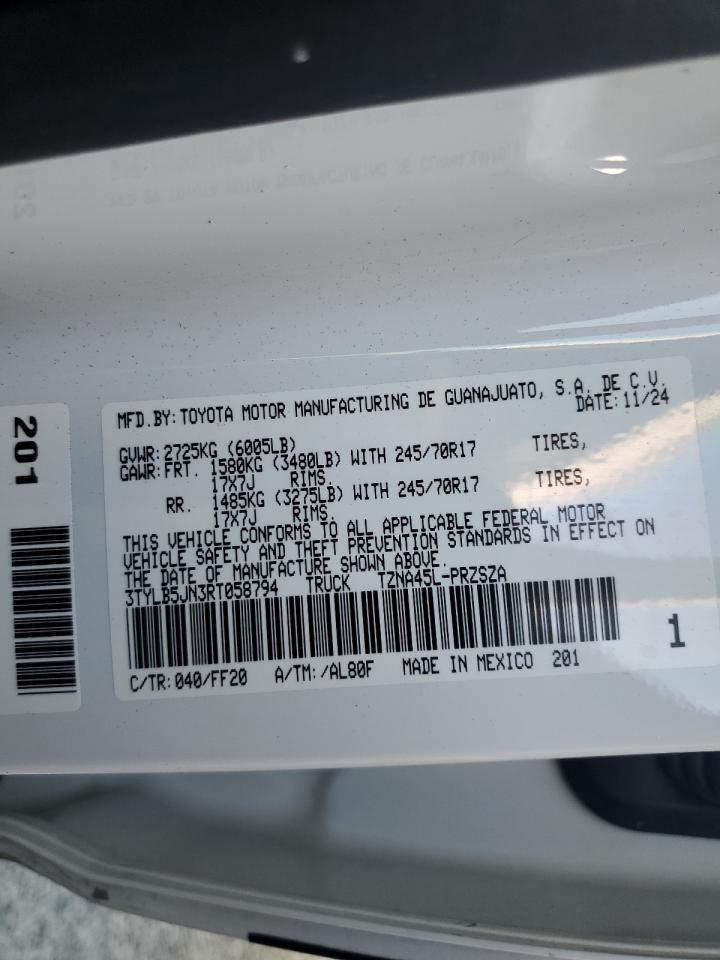 MFD.BY:TOYOTA MOTOR MANUFACTURING DE GUANAJUATO, S.A. DE C.V.
DATE:11/24
GVWR:2725KG (6005LB)
GAWR:FRT. 1580KG (3480LB) WITH 245/70R17 TIRES,
17X7J RIMS.
RR. 1485KG (3275LB) WITH 245/70R17 TIRES,
17X7J RIMS.
THIS VEHICLE CONFORMS TO ALL APPLICABLE FEDERAL MOTOR
VEHICLE SAFETY AND THEFT PREVENTION STANDARDS IN EFFECT ON
THE DATE OF MANUFACTURE SHOWN ABOVE.
3TYLB5JN3RT058794 TRUCK TZNA45L-PRZSZA
1
C/TR:040/FF20 A/TM:/AL80F MADE IN MEXICO 201
201